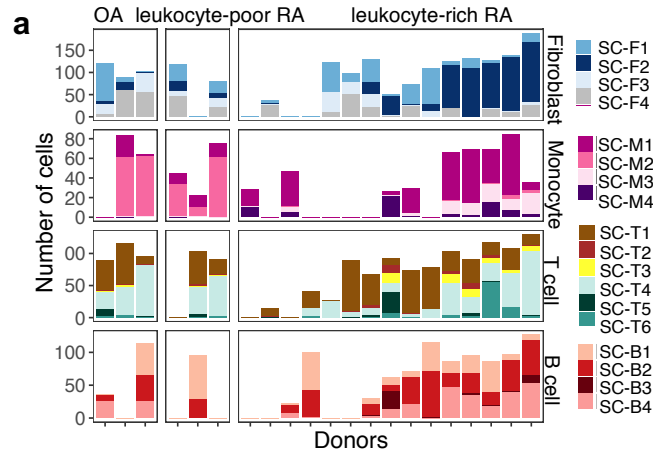 a
OA
leukocyte-poor RA
leukocyte-rich RA
Number of cells
150
100
50
0
Fibroblast
SC-F1
SC-F2
SC-F3
SC-F4
80
60
40
20
0
Monocyte
SC-M1
SC-M2
SC-M3
SC-M4
00
50
0
T cell
SC-T1
SC-T2
SC-T3
SC-T4
SC-T5
SC-T6
100
50
0
B cell
SC-B1
SC-B2
SC-B3
SC-B4
Donors